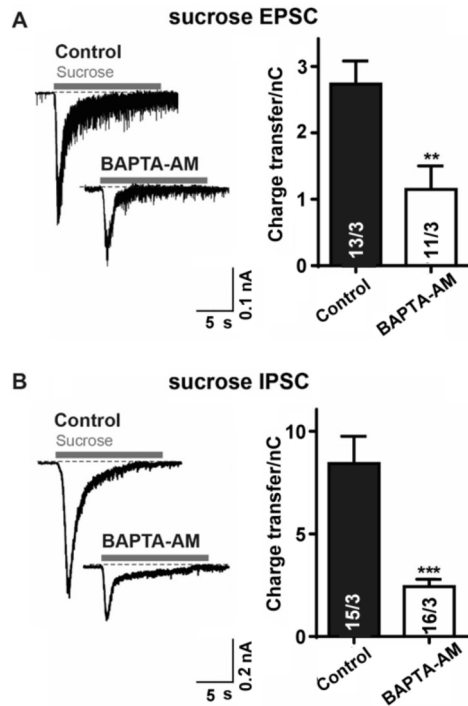 A
sucrose EPSC
Control
Sucrose
BAPTA-AM
5 s
0.1 nA
Charge transfer/nC
3
2
1
0
**
13/3
11/3
Control
BAPTA-AM
B
sucrose IPSC
Control
Sucrose
BAPTA-AM
5 s
0.2 nA
Charge transfer/nC
10
5
0
***
15/3
16/3
Control
BAPTA-AM